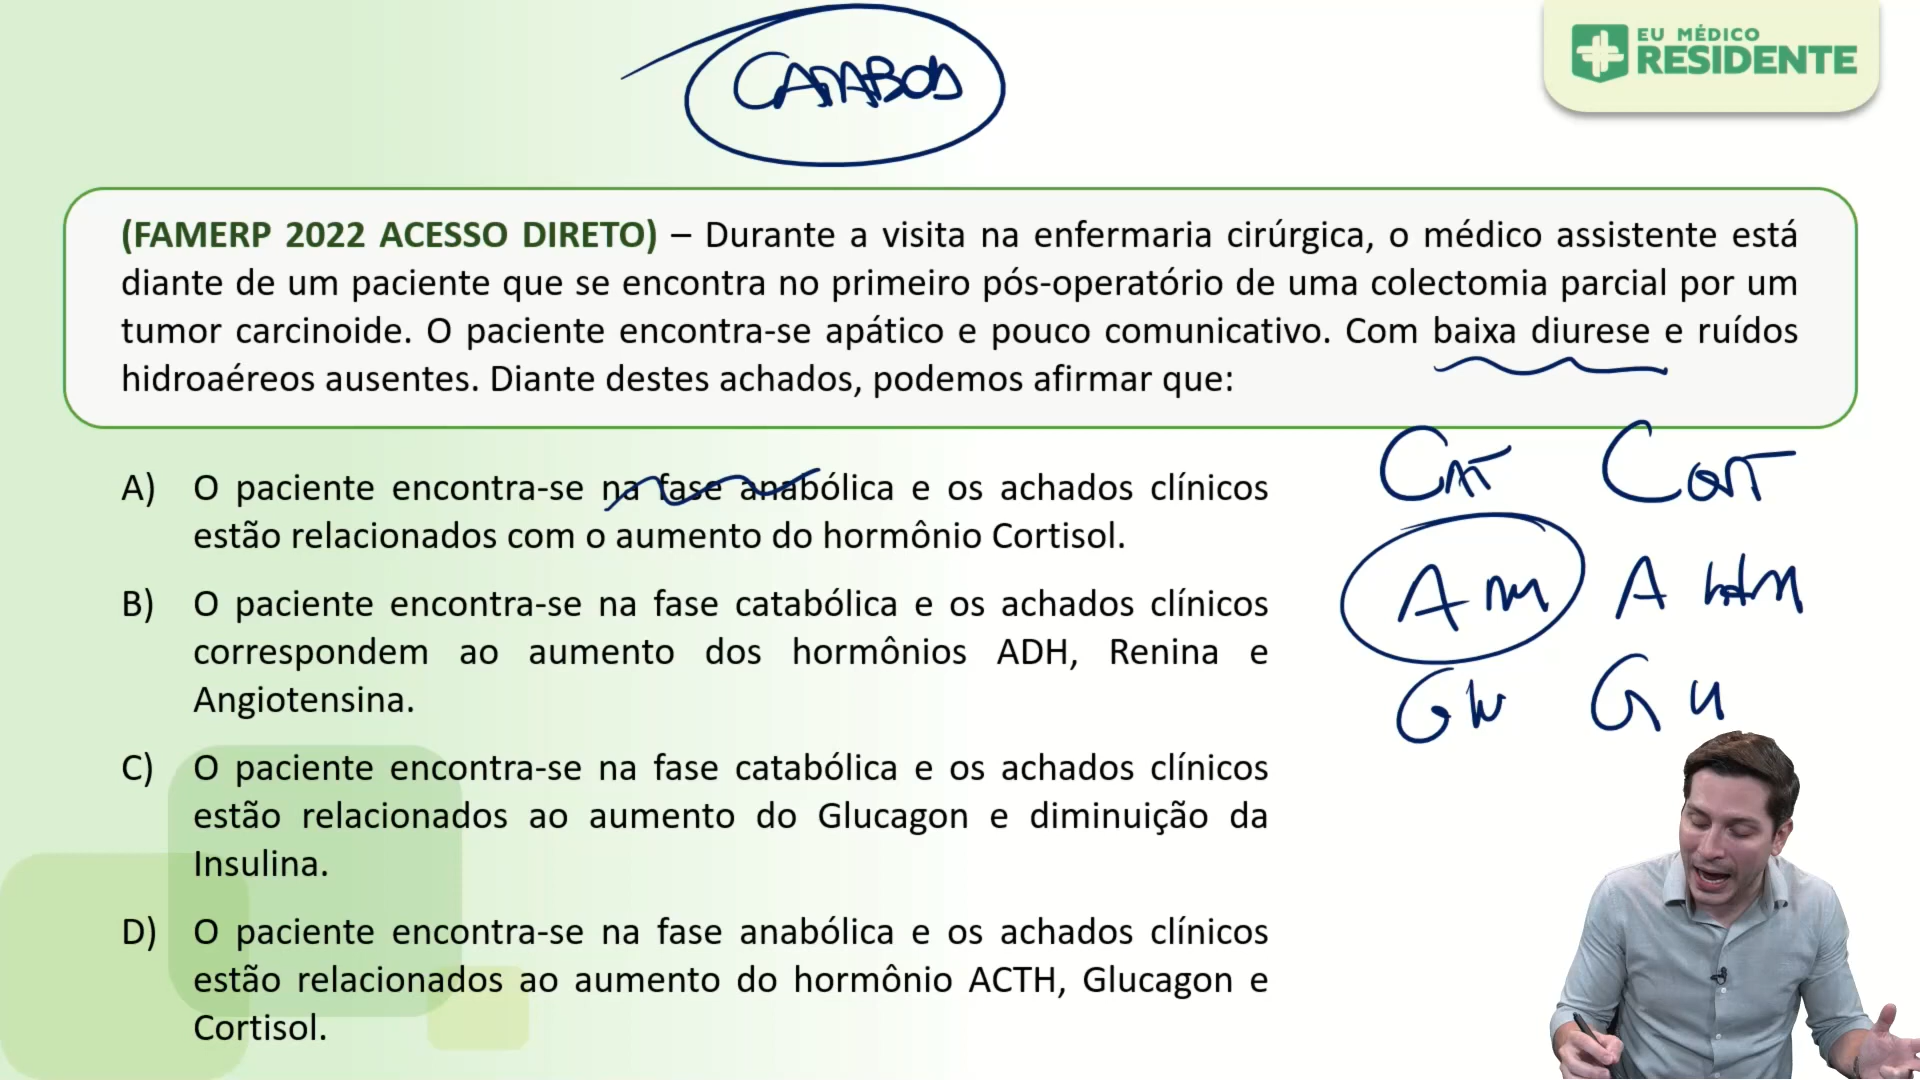 CATABOL
EU MÉDICO
RESIDENTE
(FAMERP 2022 ACESSO DIRETO) – Durante a visita na enfermaria cirúrgica, o médico assistente está
diante de um paciente que se encontra no primeiro pós-operatório de uma colectomia parcial por um
tumor carcinoide. O paciente encontra-se apático e pouco comunicativo. Com baixa diurese e ruídos
hidroaéreos ausentes. Diante destes achados, podemos afirmar que:
A) O paciente encontra-se na fase anabólica e os achados clínicos
estão relacionados com o aumento do hormônio Cortisol.
B) O paciente encontra-se na fase catabólica e os achados clínicos
correspondem ao aumento dos hormônios ADH, Renina e
Angiotensina.
C) O paciente encontra-se na fase catabólica e os achados clínicos
estão relacionados ao aumento do Glucagon e diminuição da
Insulina.
D) O paciente encontra-se na fase anabólica e os achados clínicos
estão relacionados ao aumento do hormônio ACTH, Glucagon e
Cortisol.
CAT CORT
A A